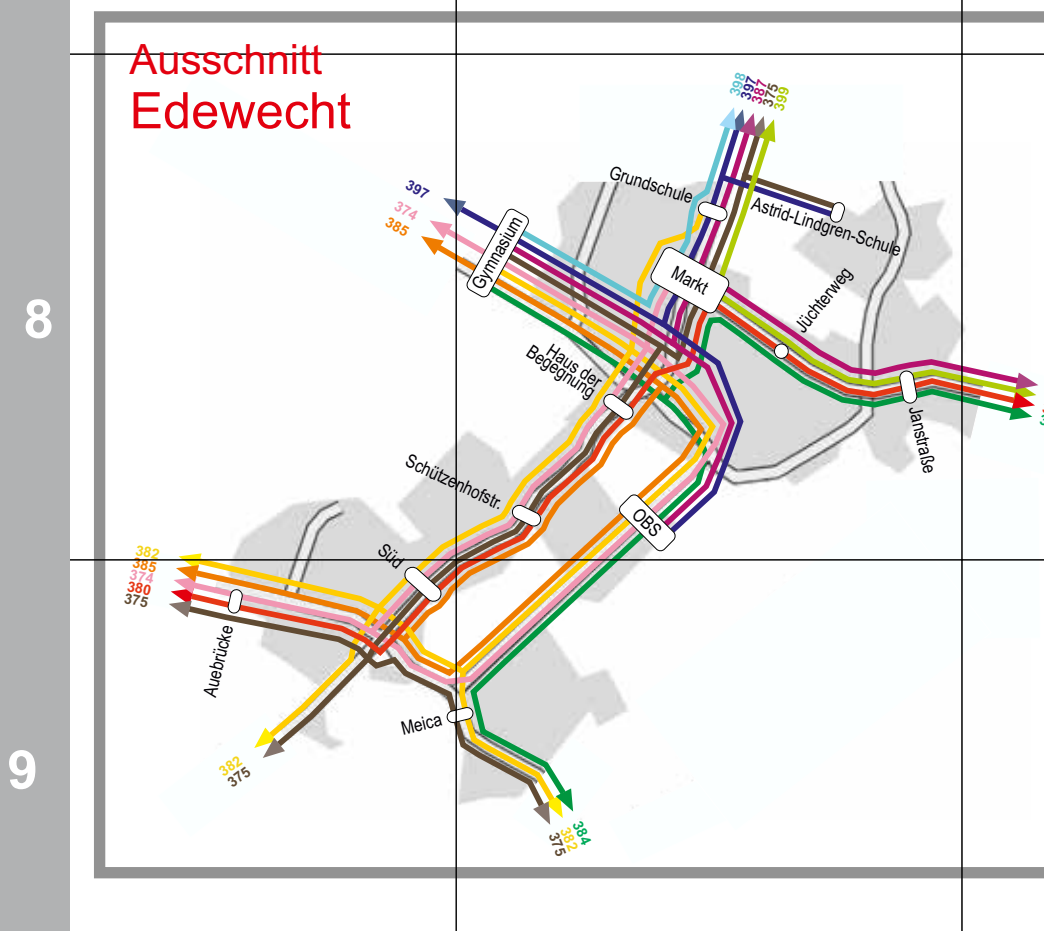 Ausschnitt
Edewecht
398
397
387
375
399
Grundschule
Astrid-Lindgren-Schule
397
374
385
Gymnasium
Markt
Jüchterweg
8
Haus der
Begegnung
Janstraße
Schützenhofstr.
OBS
Süd
382
385
374
380
375
Auebrücke
Meica
9
382
375
384
382
375